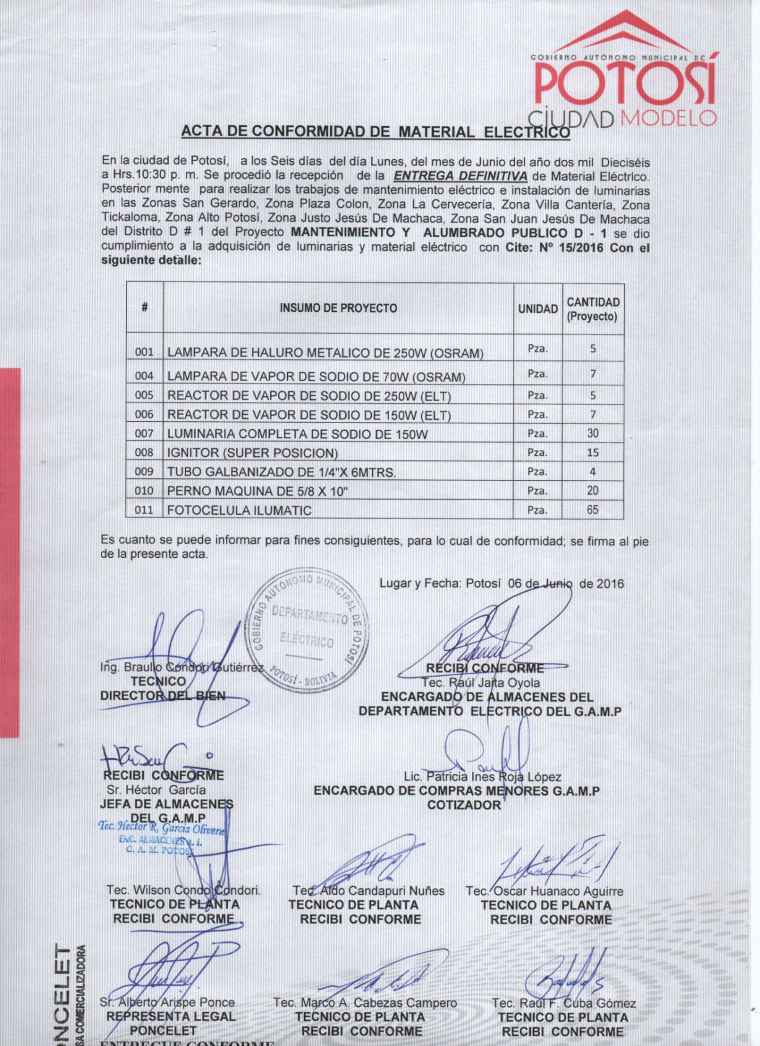 GOBIERNO AUTÓNOMO MUNICIPAL DE
POTOSÍ
CIUDAD MODELO
ACTA DE CONFORMIDAD DE MATERIAL ELECTRICO
En la ciudad de Potosí, a los Seis días del día Lunes, del mes de Junio del año dos mil Dieciséis
a Hrs.10:30 p. m. Se procedió la recepción de la ENTREGA DEFINITIVA de Material Eléctrico.
Posterior mente para realizar los trabajos de mantenimiento eléctrico e instalación de luminarias
en las Zonas San Gerardo, Zona Plaza Colon, Zona La Cervecería, Zona Villa Cantería, Zona
Tickaloma, Zona Alto Potosí, Zona Justo Jesús De Machaca, Zona San Juan Jesús De Machaca
del Distrito D # 1 del Proyecto MANTENIMIENTO Y ALUMBRADO PUBLICO D - 1 se dio
cumplimiento a la adquisición de luminarias y material eléctrico con Cite: Nº 15/2016 Con el
siguiente detalle:
# INSUMO DE PROYECTO UNIDAD CANTIDAD (Proyecto)
001 LAMPARA DE HALURO METALICO DE 250W (OSRAM) Pza. 5
004 LAMPARA DE VAPOR DE SODIO DE 70W (OSRAM) Pza. 7
005 REACTOR DE VAPOR DE SODIO DE 250W (ELT) Pza. 5
006 REACTOR DE VAPOR DE SODIO DE 150W (ELT) Pza. 7
007 LUMINARIA COMPLETA DE SODIO DE 150W Pza. 30
008 IGNITOR (SUPER POSICION) Pza. 15
009 TUBO GALBANIZADO DE 1/4"X 6MTRS. Pza. 4
010 PERNO MAQUINA DE 5/8 X 10" Pza. 20
011 FOTOCELULA ILUMATIC Pza. 65
Es cuanto se puede informar para fines consiguientes, para lo cual de conformidad; se firma al pie
de la presente acta.
Lugar y Fecha: Potosí 06 de Junio de 2016
GOBIERNO AUTÓNOMO MUNICIPAL DE POTOSÍ
DEPARTAMENTO
ELÉCTRICO
POTOSÍ - BOLIVIA
Ing. Braulio Condori Gutiérrez
TECNICO
DIRECTOR DEL BIEN
RECIBI CONFORME
Tec. Raúl Jaita Oyola
ENCARGADO DE ALMACENES DEL
DEPARTAMENTO ELECTRICO DEL G.A.M.P
RECIBI CONFORME
Sr. Héctor García
JEFA DE ALMACENES
DEL G.A.M.P
Tec. Hector R. Garcia Olivera
ENC. ALMACENES a. i.
G. A. M. POTOSI
Lic. Patricia Ines Roja López
ENCARGADO DE COMPRAS MENORES G.A.M.P
COTIZADOR
Tec. Wilson Condo Condori.
TECNICO DE PLANTA
RECIBI CONFORME
Tec. Aldo Candapuri Nuñes
TECNICO DE PLANTA
RECIBI CONFORME
Tec. Oscar Huanaco Aguirre
TECNICO DE PLANTA
RECIBI CONFORME
Sr. Alberto Arispe Ponce
REPRESENTA LEGAL
PONCELET
ENTREGUE CONFORME
Tec. Marco A. Cabezas Campero
TECNICO DE PLANTA
RECIBI CONFORME
Tec. Raúl F. Cuba Gómez
TECNICO DE PLANTA
RECIBI CONFORME
ONCELET
SA COMERCIALIZADORA